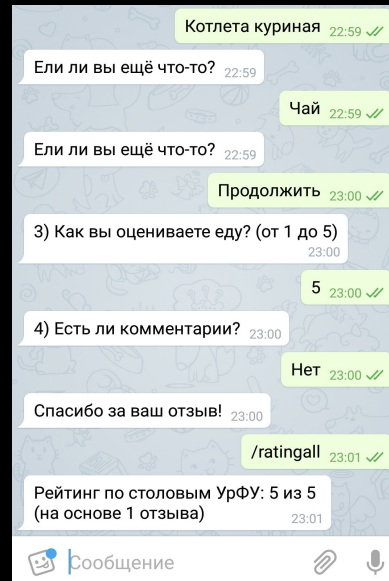 Котлета куриная 22:59
Ели ли вы ещё что-то? 22:59
Чай 22:59
Ели ли вы ещё что-то? 22:59
Продолжить 23:00
3) Как вы оцениваете еду? (от 1 до 5)
23:00
5 23:00
4) Есть ли комментарии? 23:00
Нет 23:00
Спасибо за ваш отзыв! 23:00
/ratingall 23:01
Рейтинг по столовым УрФУ: 5 из 5
(на основе 1 отзыва) 23:01
Сообщение